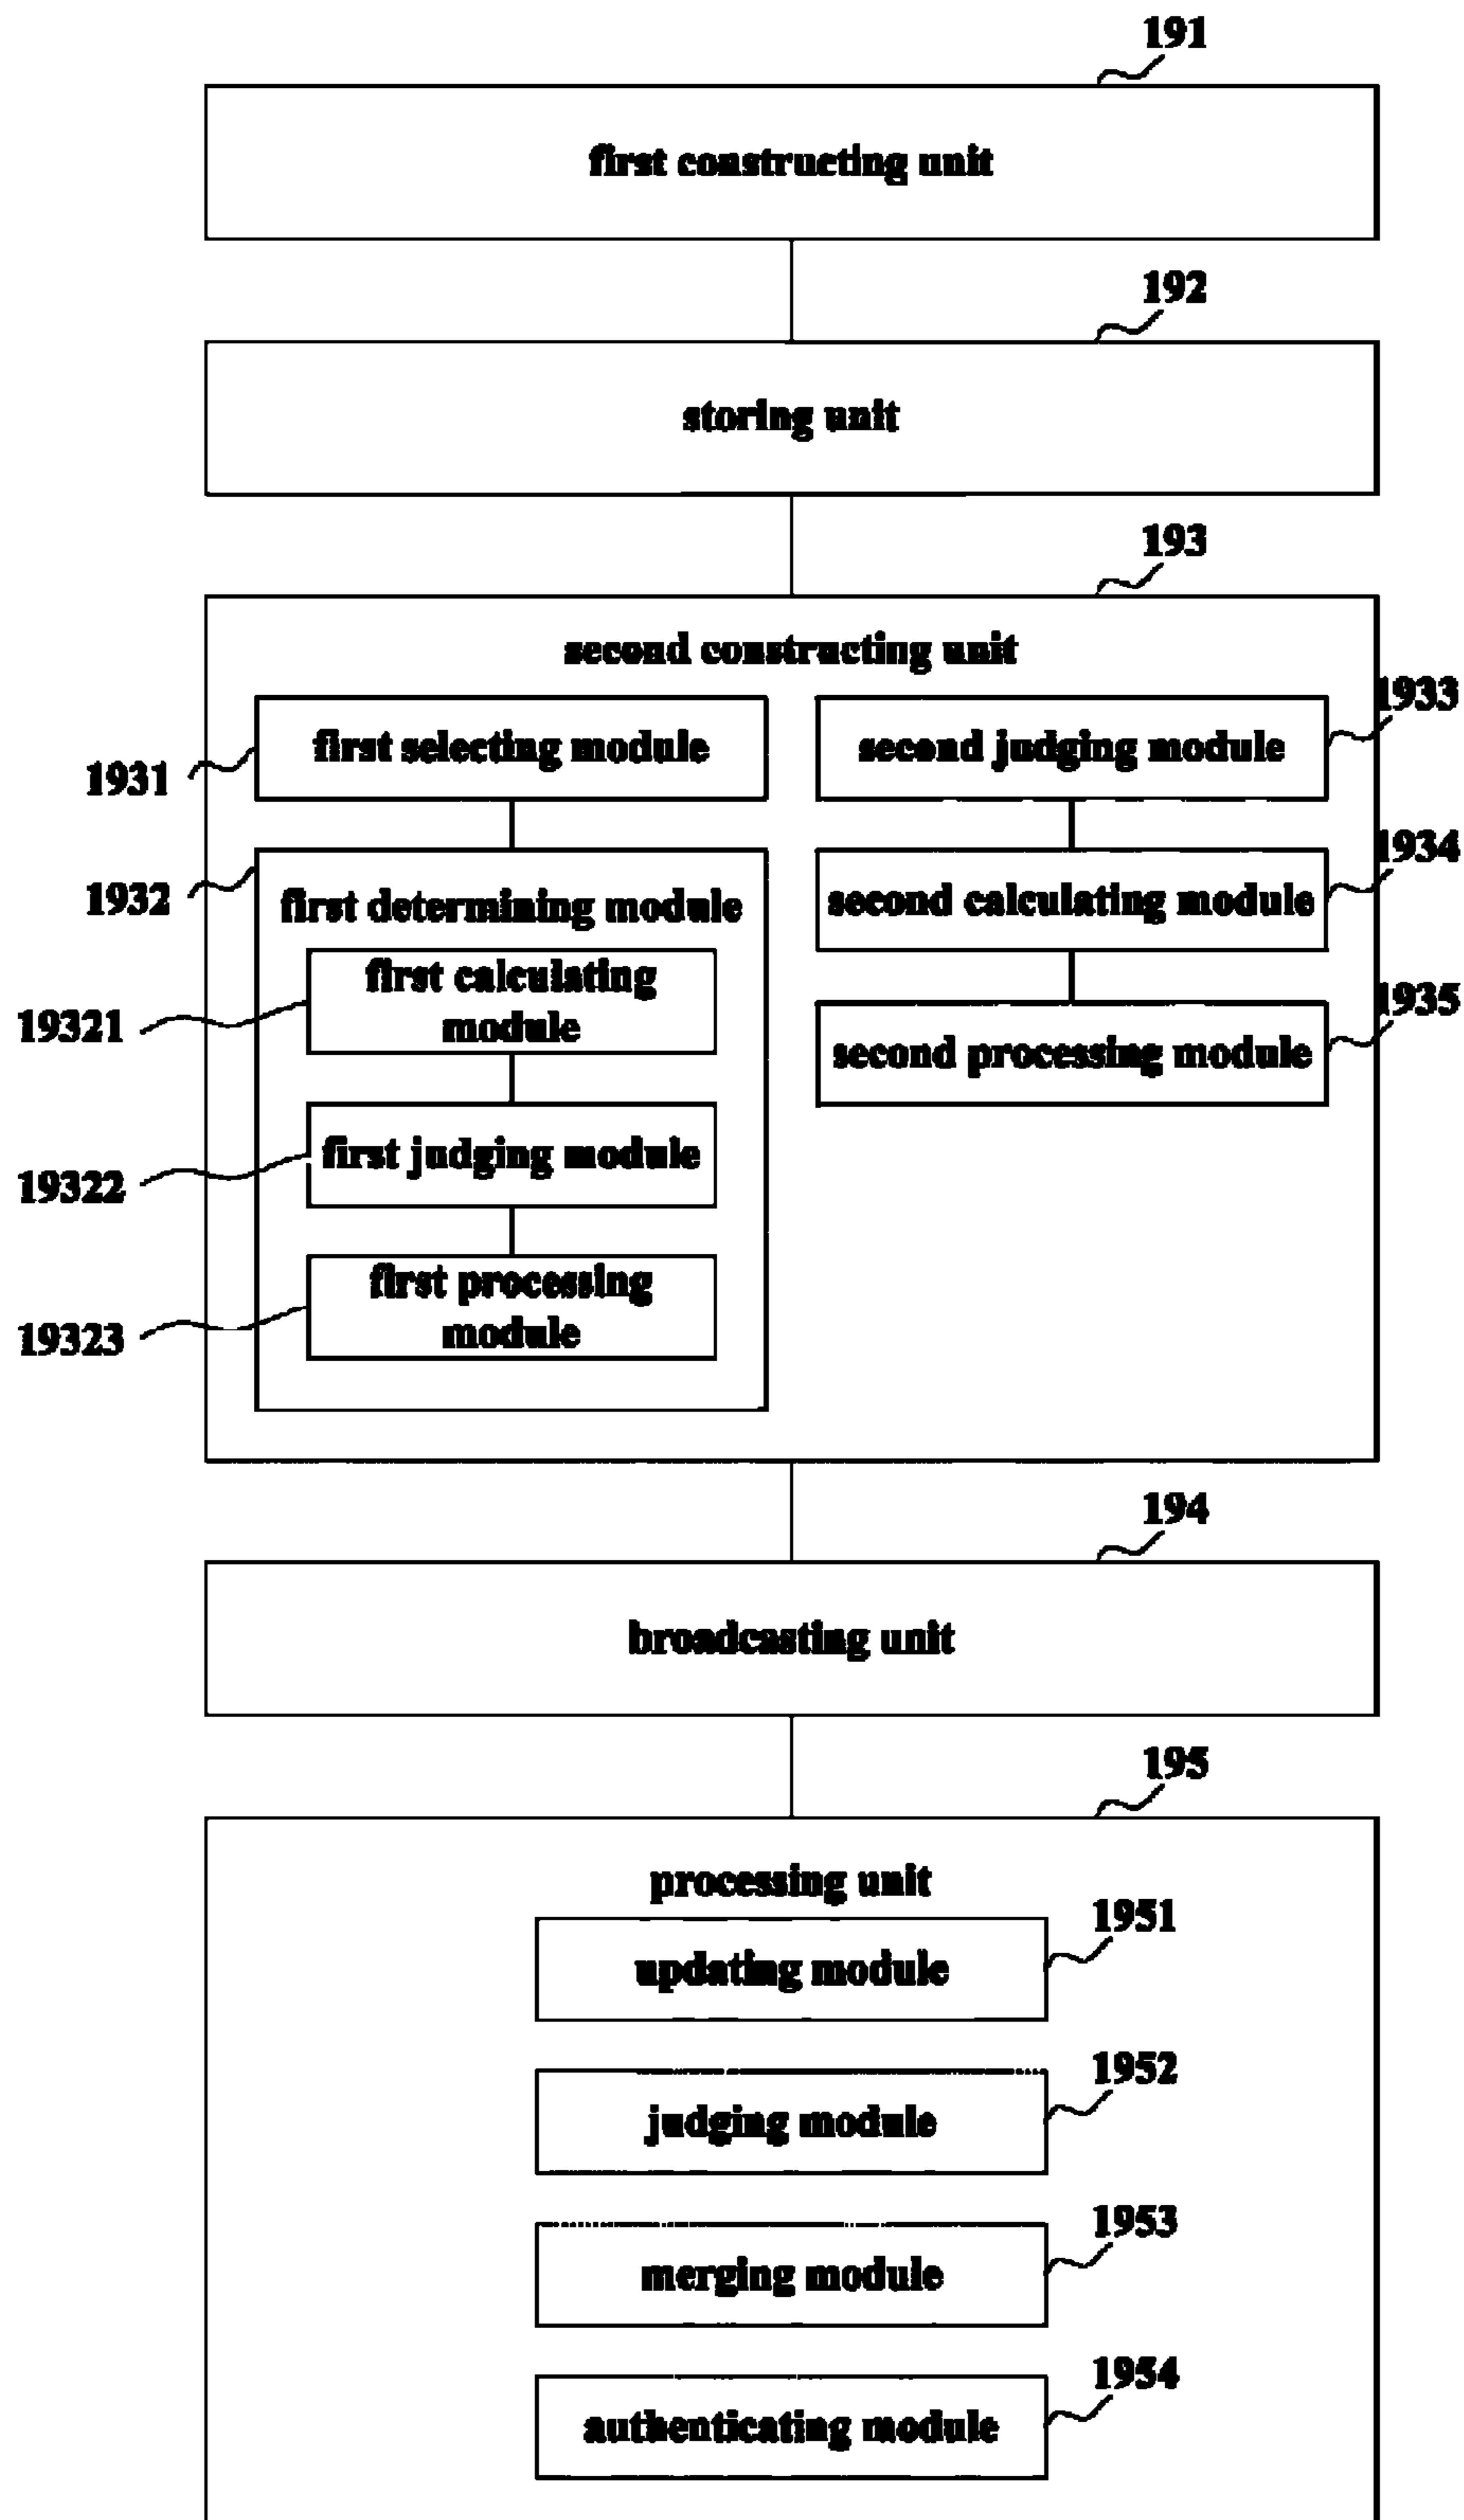 191
first constructing unit
192
storing unit
193
second constructing unit
1933
first selecting module
second judging module
1931
1934
1932
first determining module
second calculating module
first calculating
module
19321
1935
second processing module
first judging module
19322
first processing
module
19323
194
broadcasting unit
195
processing unit
1951
updating module
1952
judging module
1953
merging module
1954
authenticating module